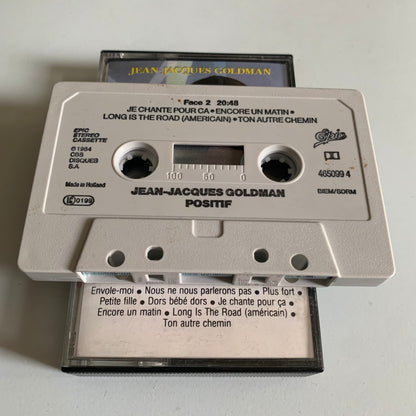 JEAN-JACQUES GOLDMAN
Face 2 20:48
JE CHANTE POUR ÇA • ENCORE UN MATIN •
LONG IS THE ROAD (AMERICAIN) • TON AUTRE CHEMIN
EPIC
STEREO
CASSETTE
℗ 1984
CBS
DISQUES
S.A
Made in Holland
Epic
465099 4
BIEM/SDRM
100 50 0
JEAN-JACQUES GOLDMAN
POSITIF
0199
Envole-moi • Nous ne nous parlerons pas • Plus fort •
Petite fille • Dors bébé dors • Je chante pour ça •
Encore un matin • Long Is The Road (américain) •
Ton autre chemin